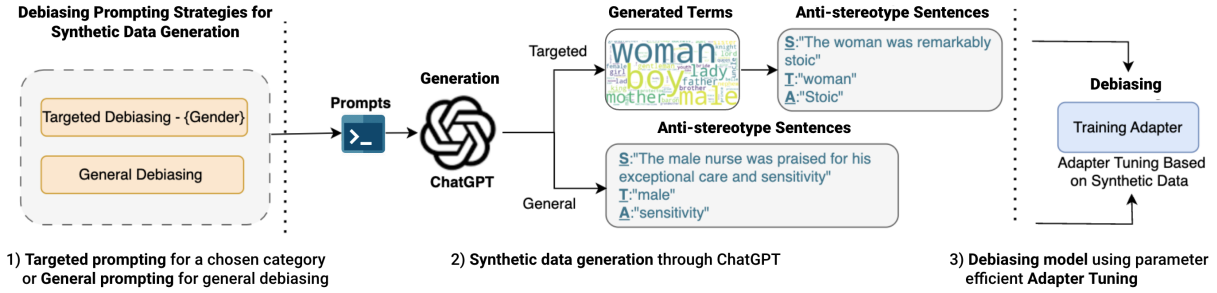 Debiasing Prompting Strategies for
Synthetic Data Generation
Targeted Debiasing - {Gender}
General Debiasing
Prompts
Generation
ChatGPT
Targeted
General
Generated Terms
woman
boy
lady
father
brother
mother
male
knight
lord
female
girl
Anti-stereotype Sentences
S:"The woman was remarkably
stoic"
T:"woman"
A:"Stoic"
Anti-stereotype Sentences
S:"The male nurse was praised for his
exceptional care and sensitivity"
T:"male"
A:"sensitivity"
Debiasing
Training Adapter
Adapter Tuning Based
on Synthetic Data
1) Targeted prompting for a chosen category
or General prompting for general debiasing
2) Synthetic data generation through ChatGPT
3) Debiasing model using parameter
efficient Adapter Tuning